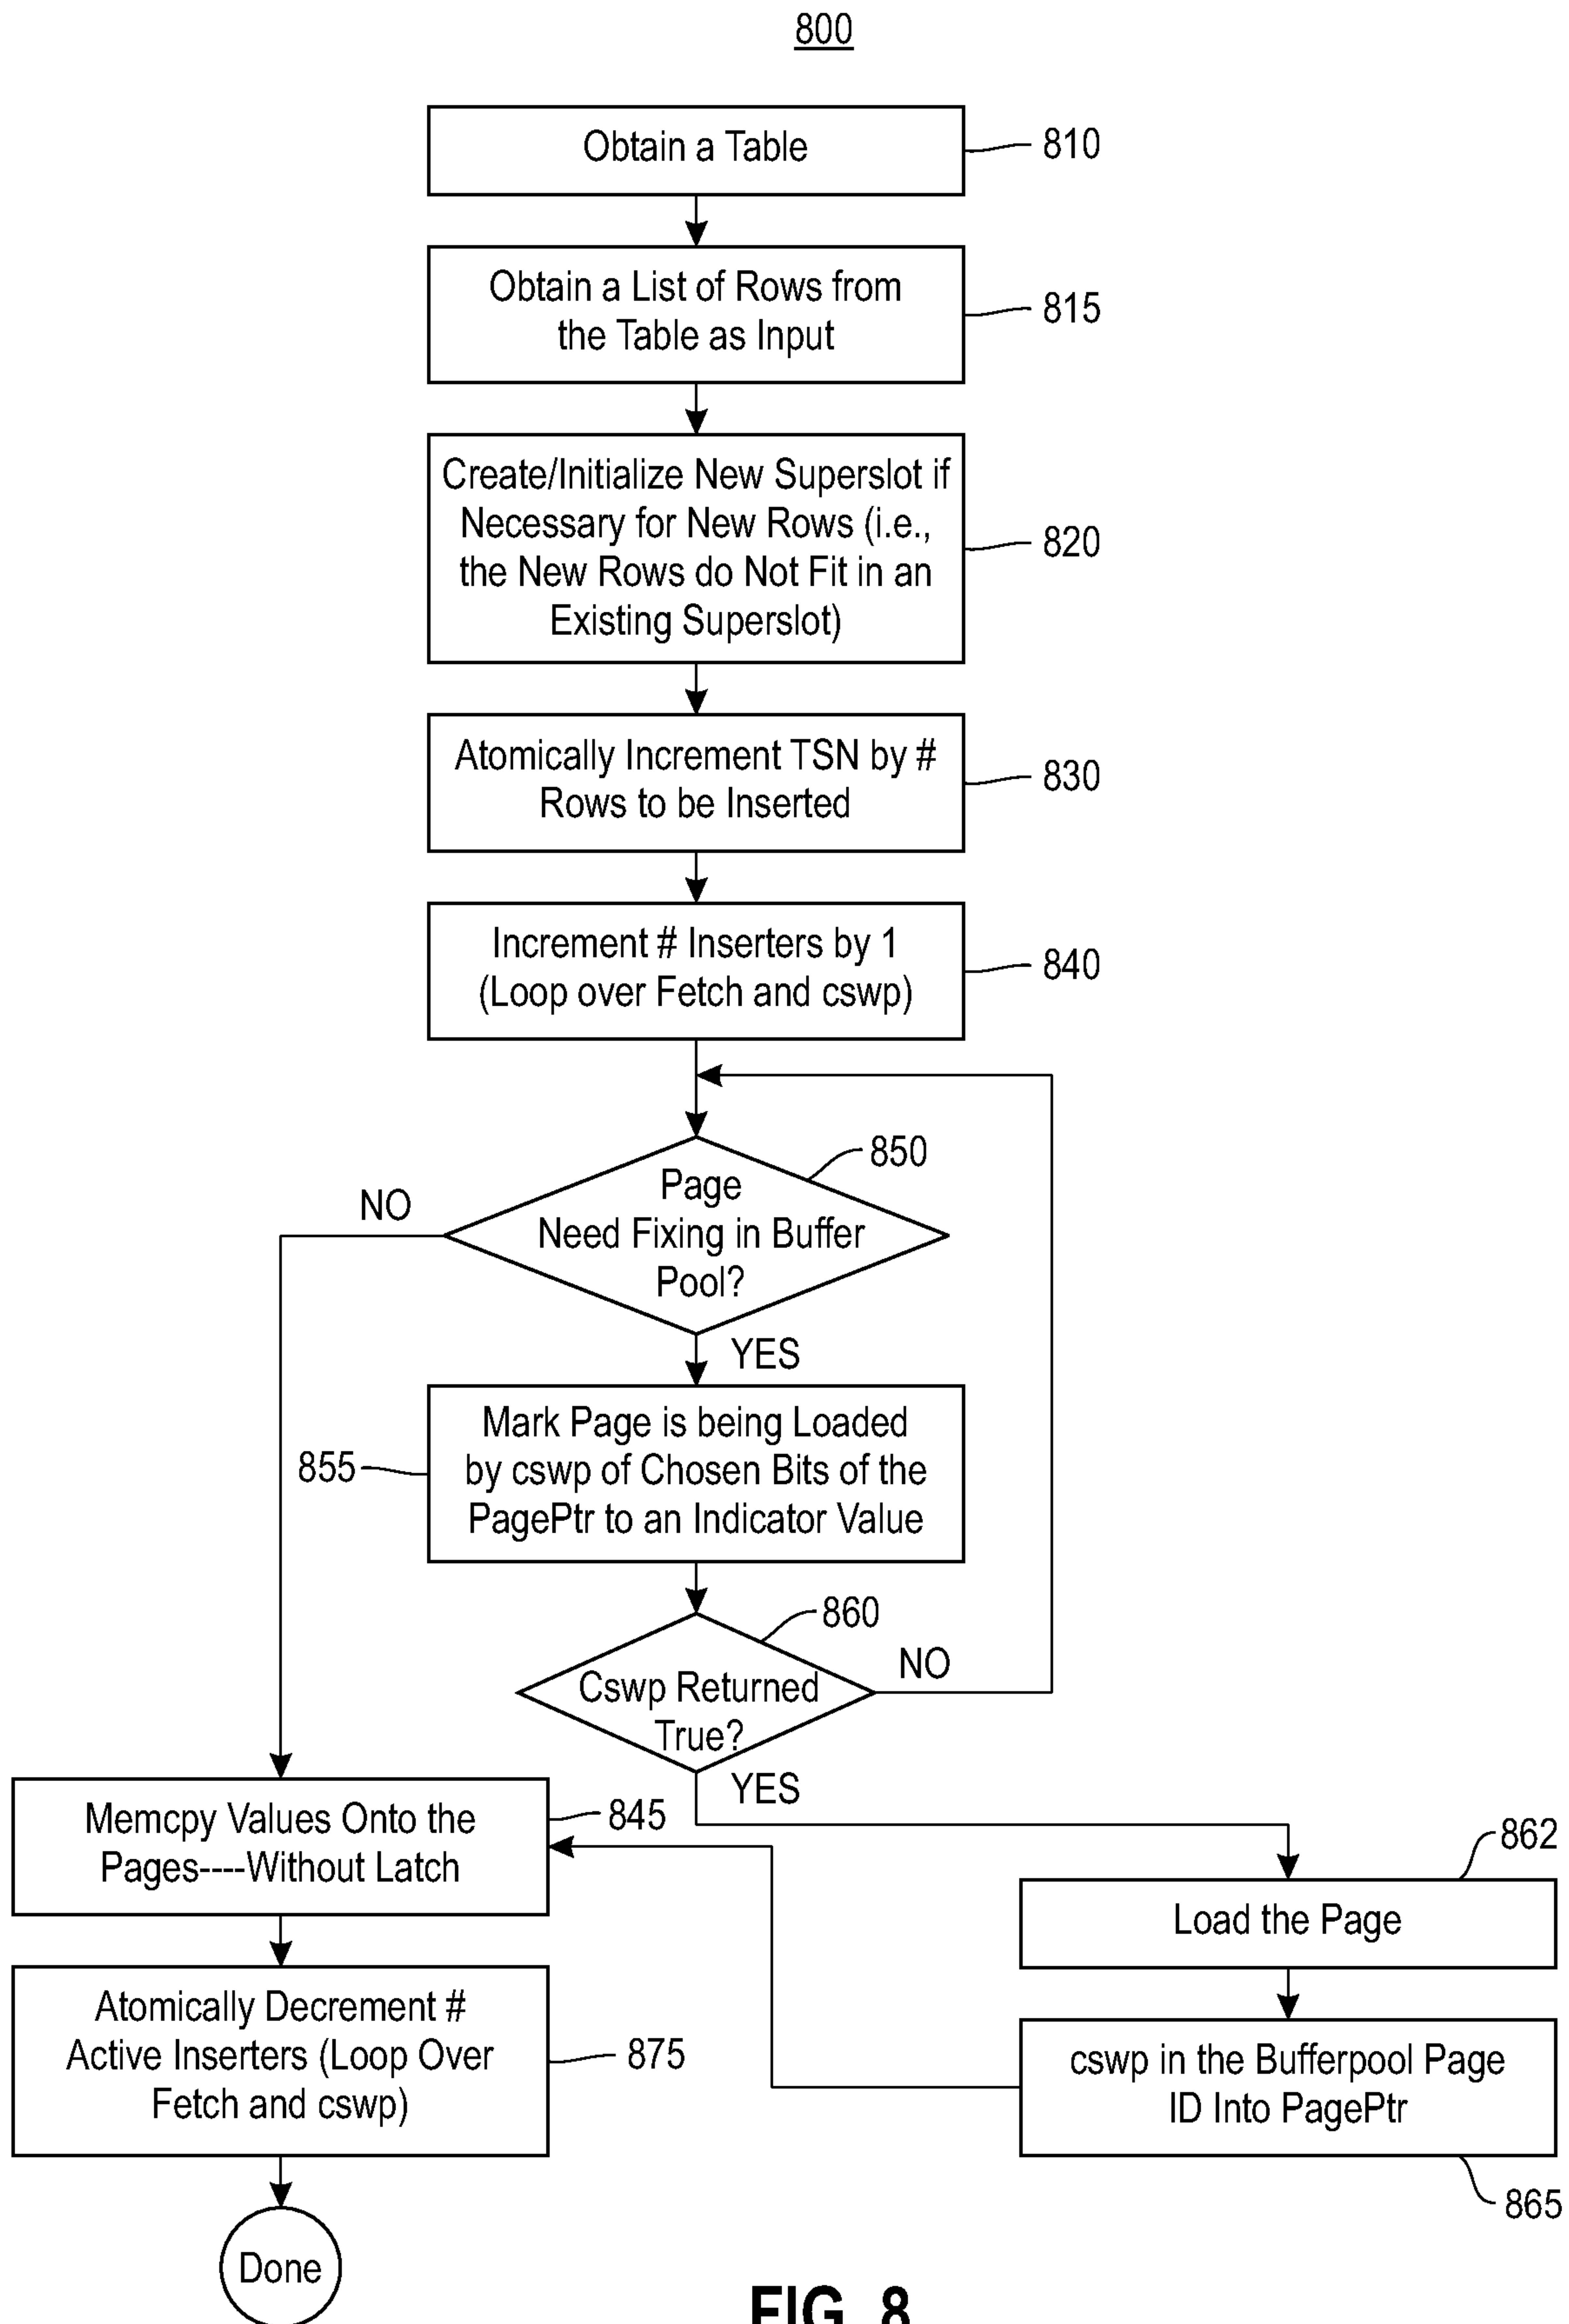 800
Obtain a Table
810
Obtain a List of Rows from
the Table as Input
815
Create/Initialize New Superslot if
Necessary for New Rows (i.e.,
the New Rows do Not Fit in an
Existing Superslot)
820
Atomically Increment TSN by #
Rows to be Inserted
830
Increment # Inserters by 1
(Loop over Fetch and cswp)
840
850
Page
Need Fixing in Buffer
Pool?
NO
YES
Mark Page is being Loaded
by cswp of Chosen Bits of the
PagePtr to an Indicator Value
855
860
Cswp Returned
True?
NO
YES
Memcpy Values Onto the
Pages----Without Latch
845
862
Load the Page
Atomically Decrement #
Active Inserters (Loop Over
Fetch and cswp)
875
cswp in the Bufferpool Page
ID Into PagePtr
865
Done
FIG. 8